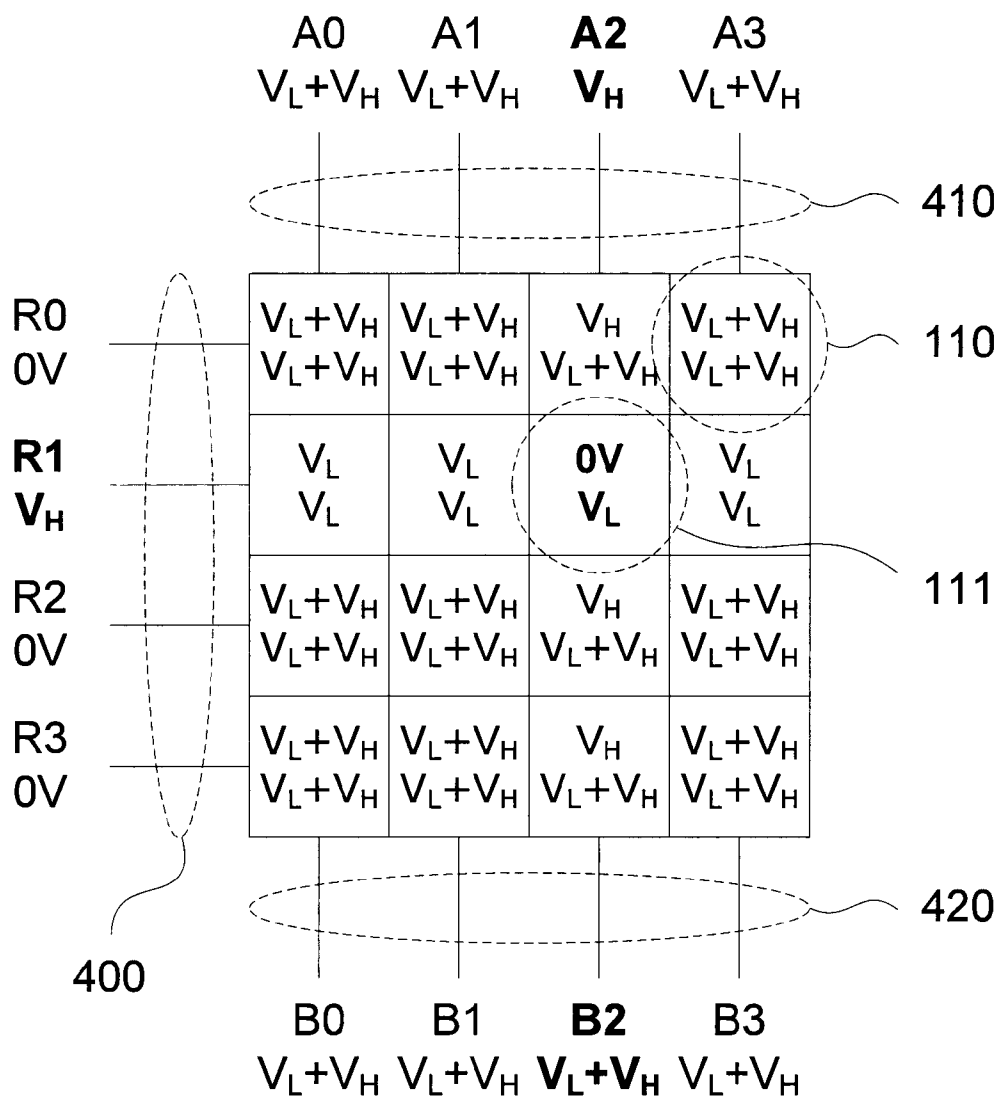 A0 A1 A2 A3
VL+VH VL+VH VH VL+VH
410
R0 VL+VH VL+VH VH VL+VH 110
0V VL+VH VL+VH VL+VH VL+VH
R1 VL VL 0V VL
VH VL VL VL VL
111
R2 VL+VH VL+VH VH VL+VH
0V VL+VH VL+VH VL+VH VL+VH
R3 VL+VH VL+VH VH VL+VH
0V VL+VH VL+VH VL+VH VL+VH
420
400
B0 B1 B2 B3
VL+VH VL+VH VL+VH VL+VH